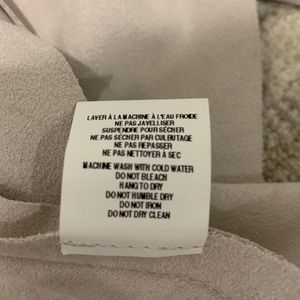 LAVER À LA MACHINE À L'EAU FROIDE
NE PAS JAVELLISER
SUSPENDRE POUR SÉCHER
NE PAS SÉCHER PAR CULBUTAGE
NE PAS REPASSER
NE PAS NETTOYER À SEC
MACHINE WASH WITH COLD WATER
DO NOT BLEACH
HANG TO DRY
DO NOT HUMBLE DRY
DO NOT IRON
DO NOT DRY CLEAN